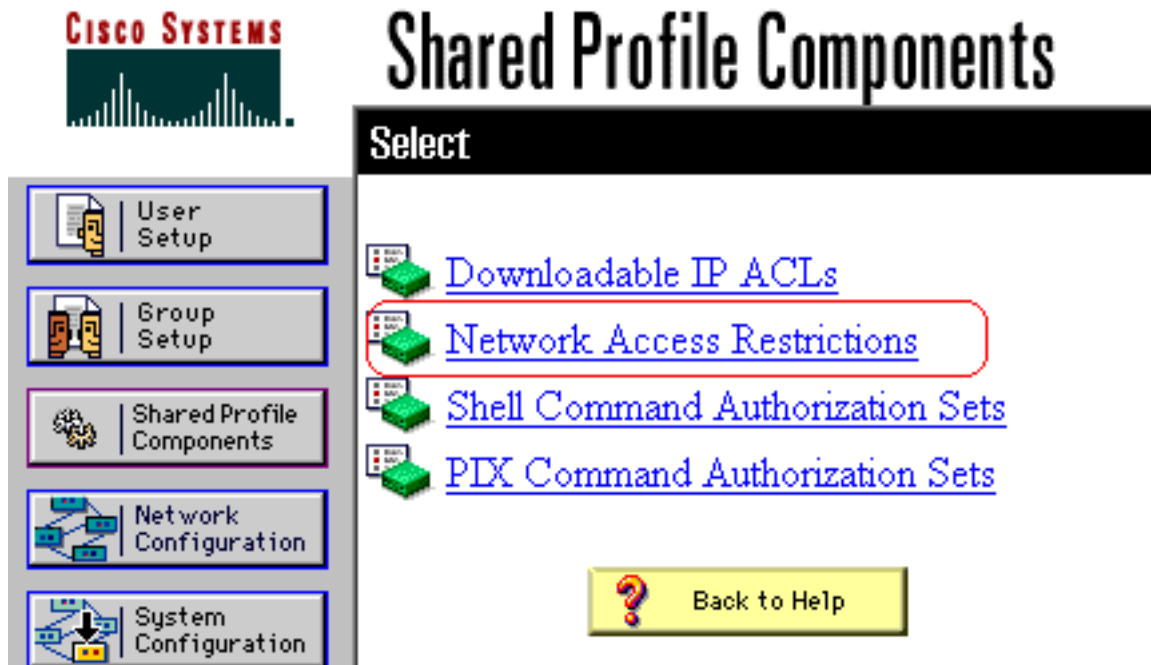 CISCO SYSTEMS
Shared Profile Components
Select
User
Setup
Group
Setup
Shared Profile
Components
Network
Configuration
System
Configuration
Downloadable IP ACLs
Network Access Restrictions
Shell Command Authorization Sets
PIX Command Authorization Sets
? Back to Help